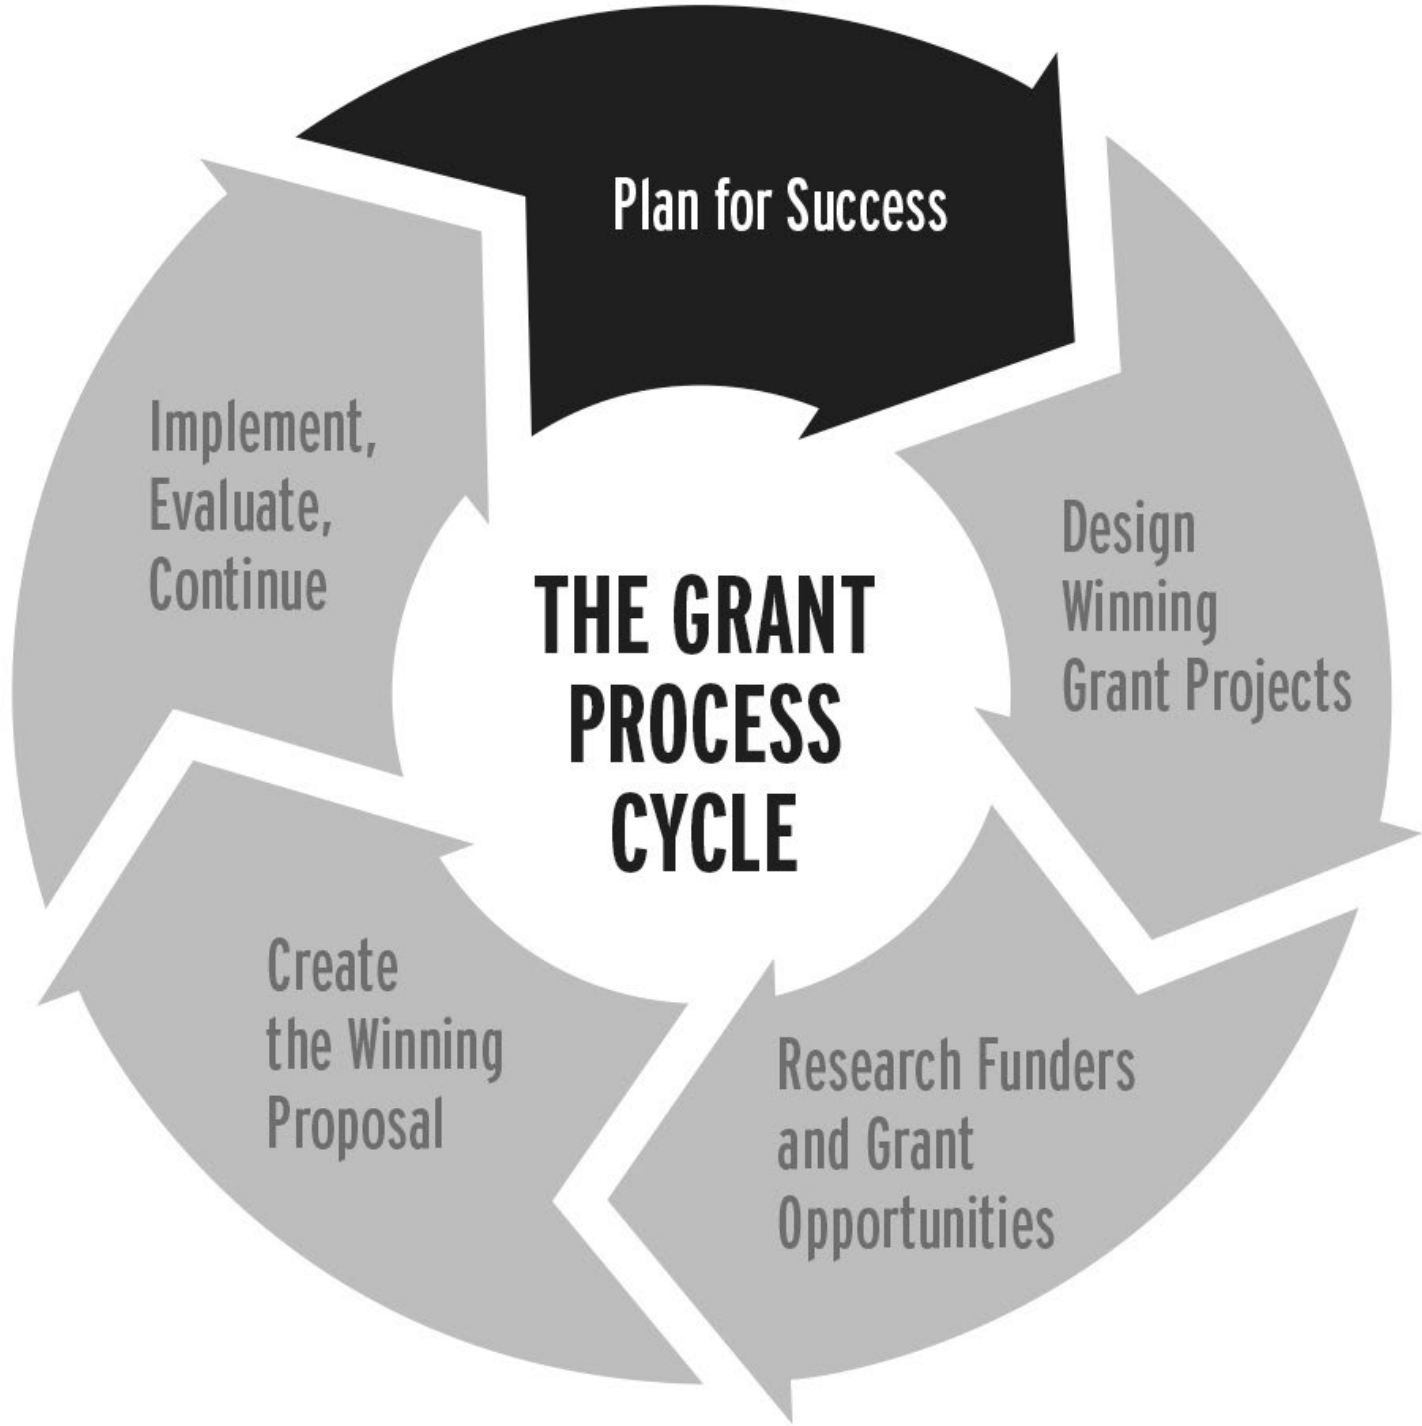 Plan for Success
Design
Winning
Grant Projects
Research Funders
and Grant
Opportunities
Create
the Winning
Proposal
Implement,
Evaluate,
Continue
THE GRANT
PROCESS
CYCLE